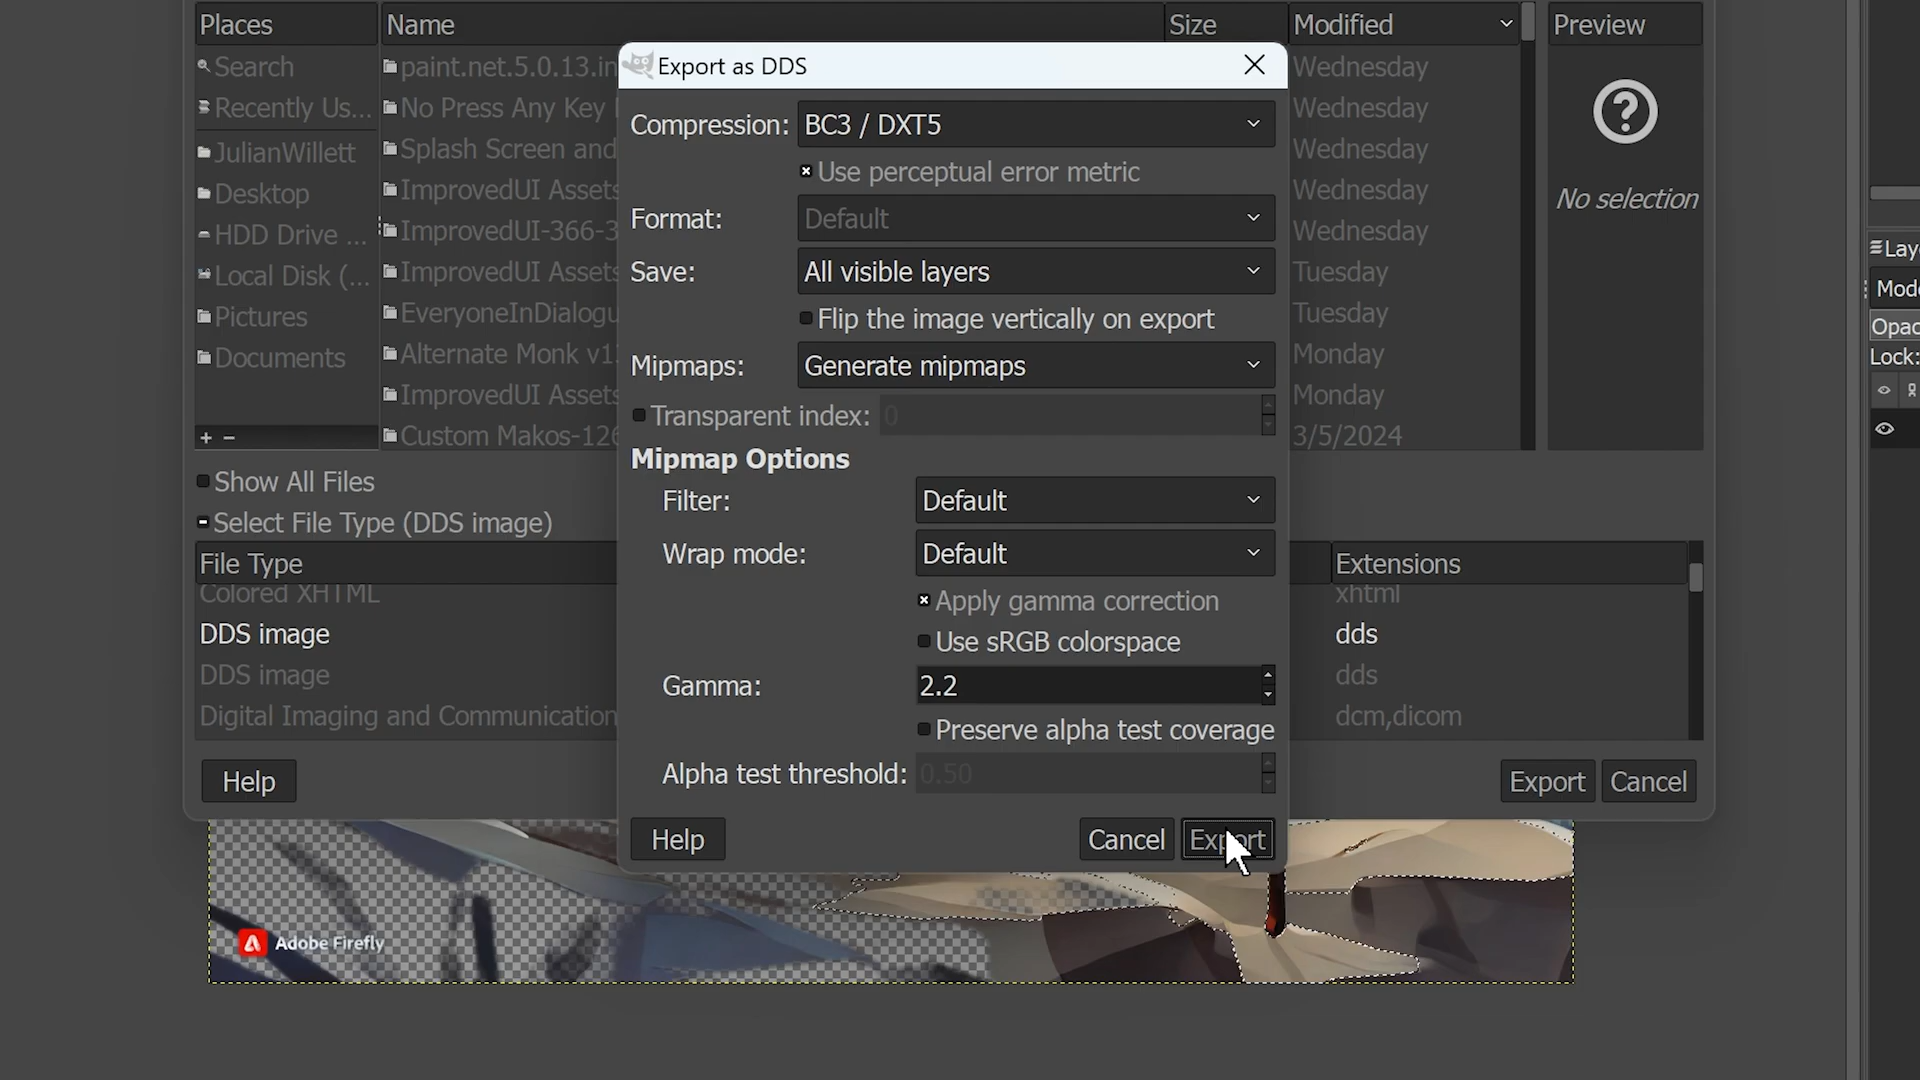 Places
Name
Size
Modified
Preview
Search
Recently Us...
JulianWillett
Desktop
HDD Drive ...
Local Disk (...
Pictures
Documents
+ -
paint.net.5.0.13.in
No Press Any Key
Splash Screen and
ImprovedUI Assets
ImprovedUI-366-3
ImprovedUI Assets
EveryoneInDialogu
Alternate Monk v1
ImprovedUI Assets
Custom Makos-126
Wednesday
Wednesday
Wednesday
Wednesday
Wednesday
Tuesday
Tuesday
Monday
Monday
3/5/2024
No selection
Export as DDS
Compression: BC3 / DXT5
Use perceptual error metric
Format: Default
Save: All visible layers
Flip the image vertically on export
Mipmaps: Generate mipmaps
Transparent index: 0
Mipmap Options
Filter: Default
Wrap mode: Default
Apply gamma correction
Use sRGB colorspace
Gamma: 2.2
Preserve alpha test coverage
Alpha test threshold: 0.50
Help
Cancel
Export
Show All Files
Select File Type (DDS image)
File Type
Extensions
Colored XHTML
xhtml
DDS image
dds
DDS image
dds
Digital Imaging and Communication
dcm,dicom
Help
Export
Cancel
Lay
Mod
Opac
Lock:
Adobe Firefly